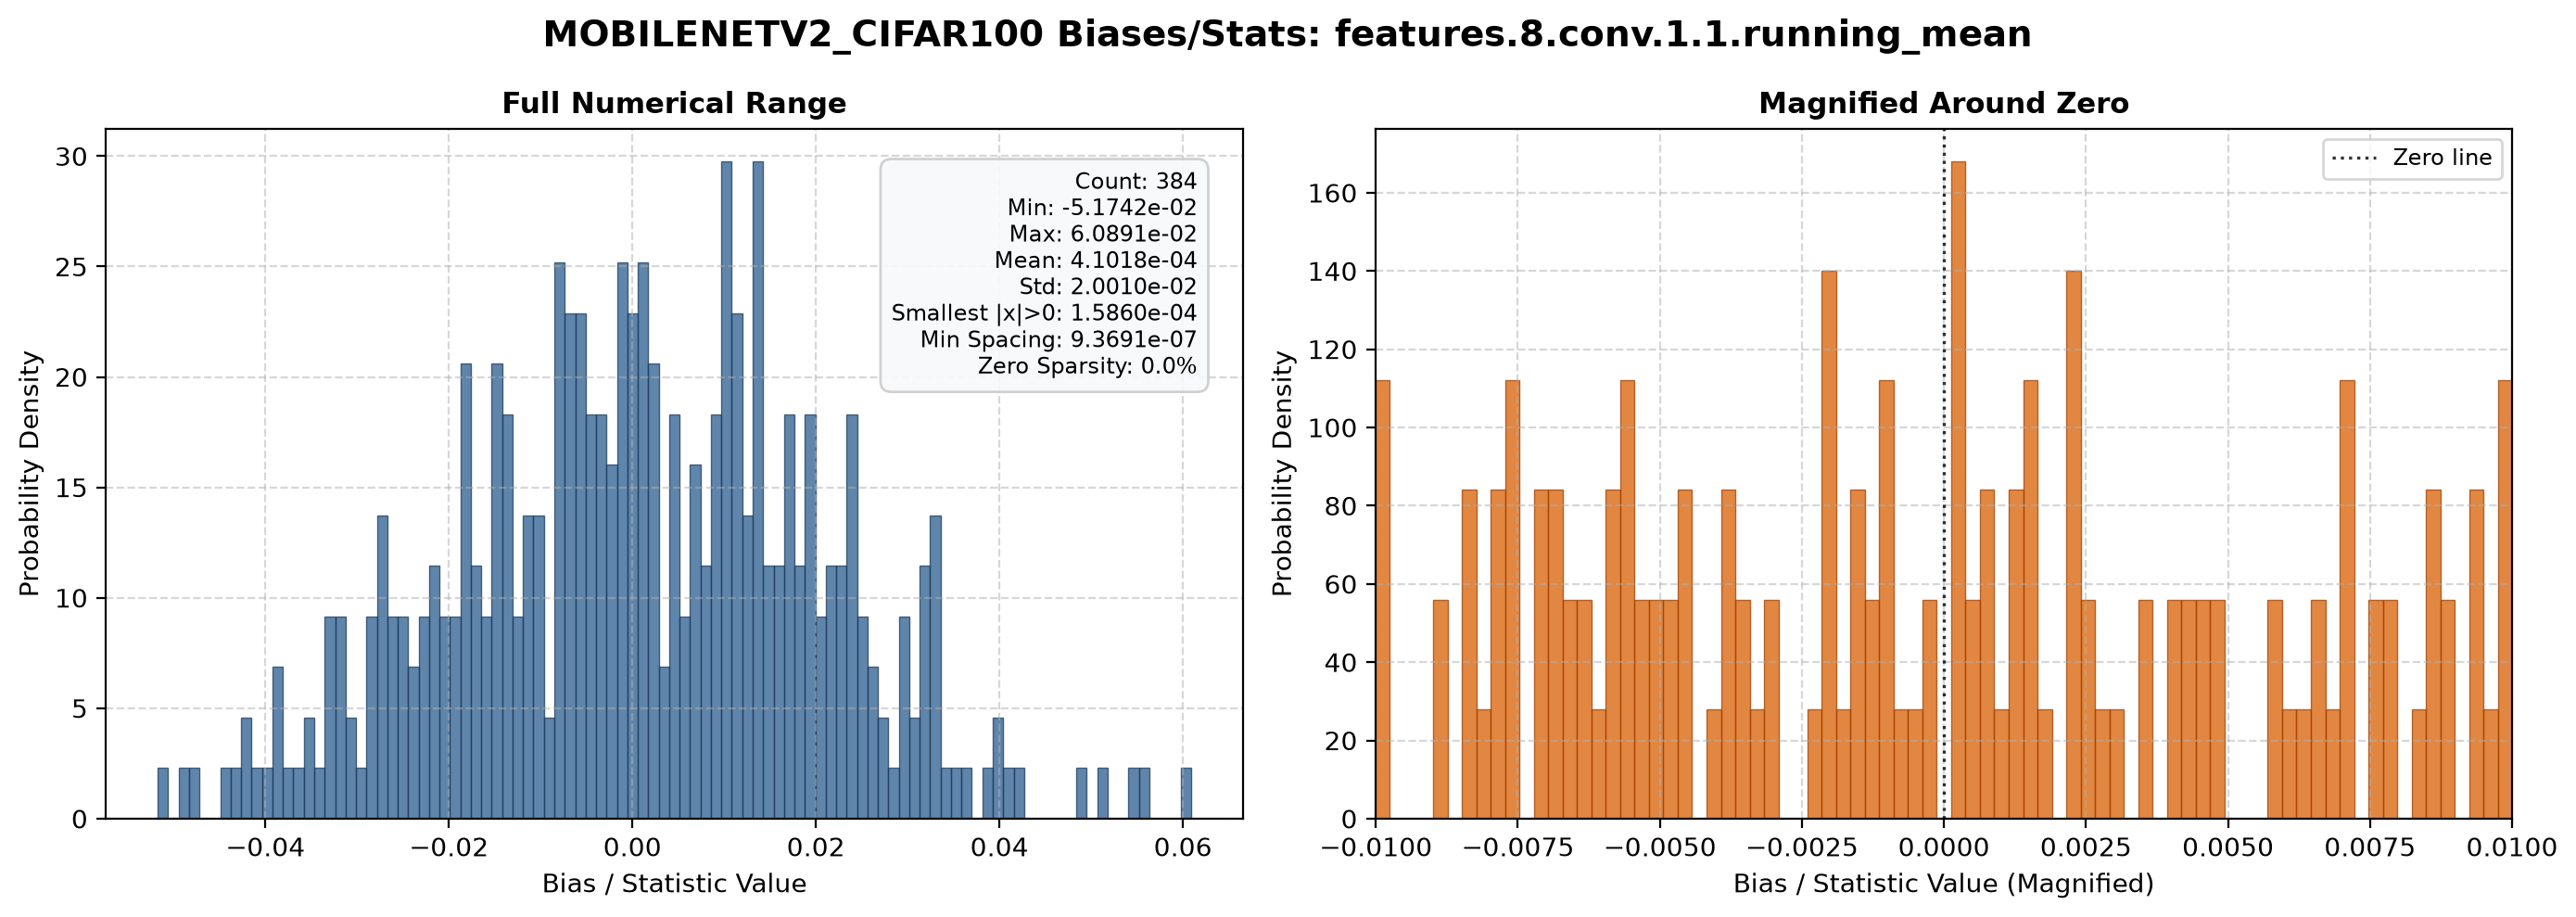 MOBILENETV2_CIFAR100 Biases/Stats: features.8.conv.1.1.running_mean
Full Numerical Range
Probability Density
30
25
20
15
10
5
0
Count: 384
Min: -5.1742e-02
Max: 6.0891e-02
Mean: 4.1018e-04
Std: 2.0010e-02
Smallest |x|>0: 1.5860e-04
Min Spacing: 9.3691e-07
Zero Sparsity: 0.0%
−0.04 −0.02 0.00 0.02 0.04 0.06
Bias / Statistic Value
Magnified Around Zero
Probability Density
160
140
120
100
80
60
40
20
0
Zero line
−0.0100 −0.0075 −0.0050 −0.0025 0.0000 0.0025 0.0050 0.0075 0.0100
Bias / Statistic Value (Magnified)